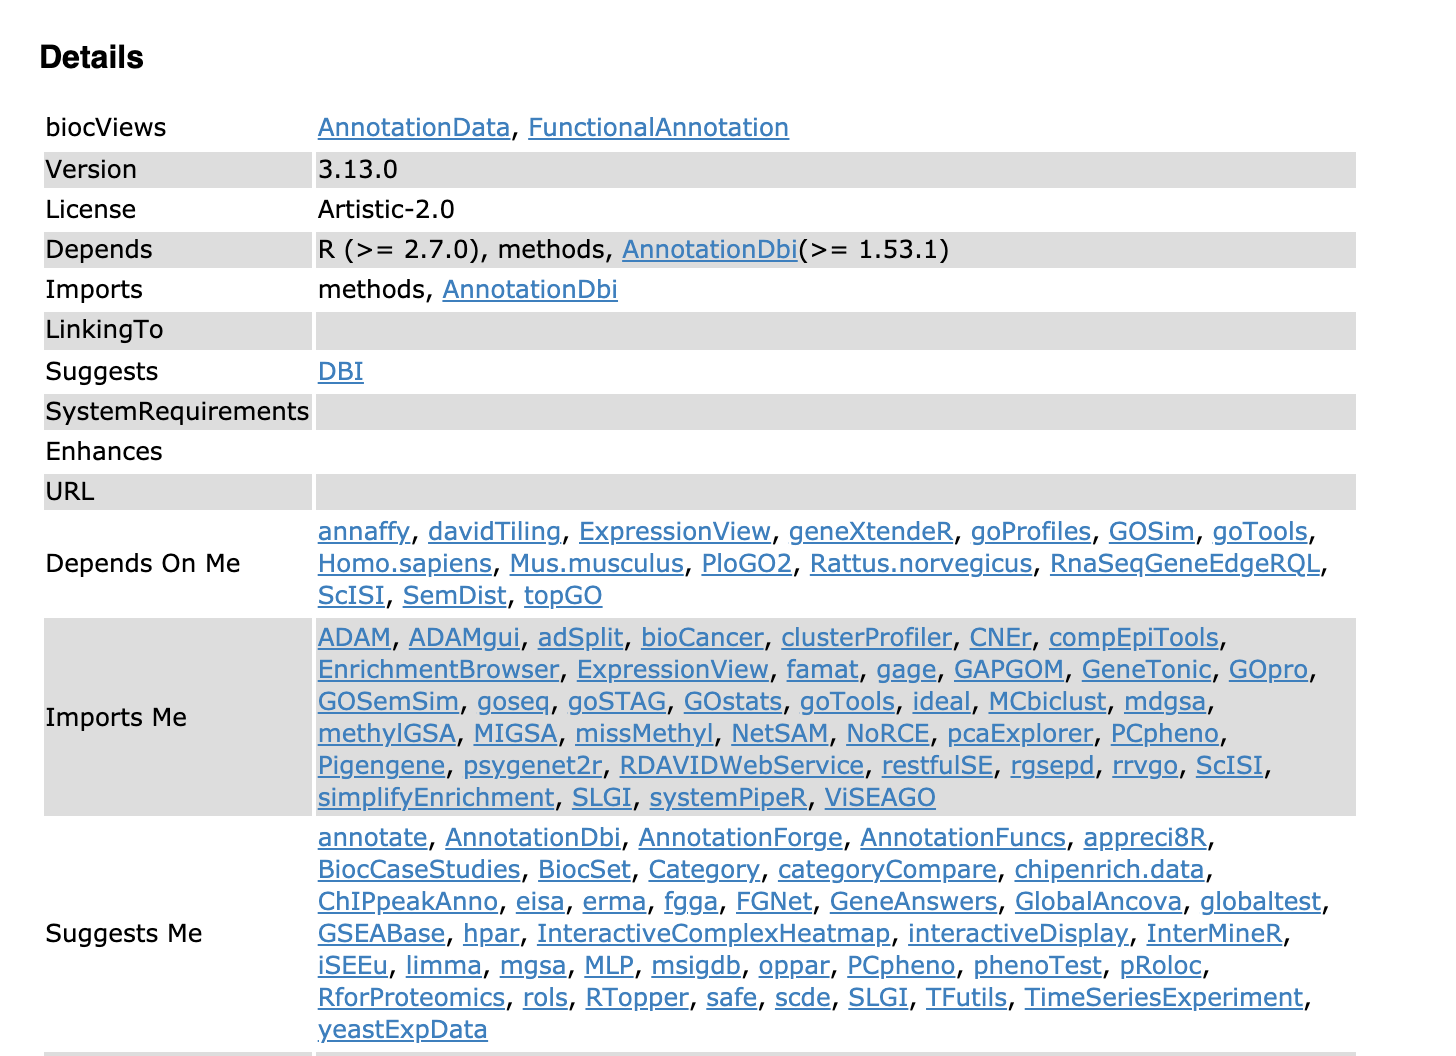 Details
biocViews AnnotationData, FunctionalAnnotation
Version 3.13.0
License Artistic-2.0
Depends R (>= 2.7.0), methods, AnnotationDbi(>= 1.53.1)
Imports methods, AnnotationDbi
LinkingTo
Suggests DBI
SystemRequirements
Enhances
URL
Depends On Me
annaffy, davidTiling, ExpressionView, geneXtendeR, goProfiles, GOSim, goTools,
Homo.sapiens, Mus.musculus, PloGO2, Rattus.norvegicus, RnaSeqGeneEdgeRQL,
ScISI, SemDist, topGO
Imports Me
ADAM, ADAMgui, adSplit, bioCancer, clusterProfiler, CNEr, compEpiTools,
EnrichmentBrowser, ExpressionView, famat, gage, GAPGOM, GeneTonic, GOpro,
GOSemSim, goseq, goSTAG, GOstats, goTools, ideal, MCbiclust, mdgsa,
methylGSA, MIGSA, missMethyl, NetSAM, NoRCE, pcaExplorer, PCpheno,
Pigengene, psygenet2r, RDAVIDWebService, restfulSE, rgsepd, rrvgo, ScISI,
simplifyEnrichment, SLGI, systemPipeR, ViSEAGO
Suggests Me
annotate, AnnotationDbi, AnnotationForge, AnnotationFuncs, appreci8R,
BiocCaseStudies, BiocSet, Category, categoryCompare, chipenrich.data,
ChIPpeakAnno, eisa, erma, fgga, FGNet, GeneAnswers, GlobalAncova, globaltest,
GSEABase, hpar, InteractiveComplexHeatmap, interactiveDisplay, InterMineR,
iSEEu, limma, mgsa, MLP, msigdb, oppar, PCpheno, phenoTest, pRoloc,
RforProteomics, rols, RTopper, safe, scde, SLGI, TFutils, TimeSeriesExperiment,
yeastExpData